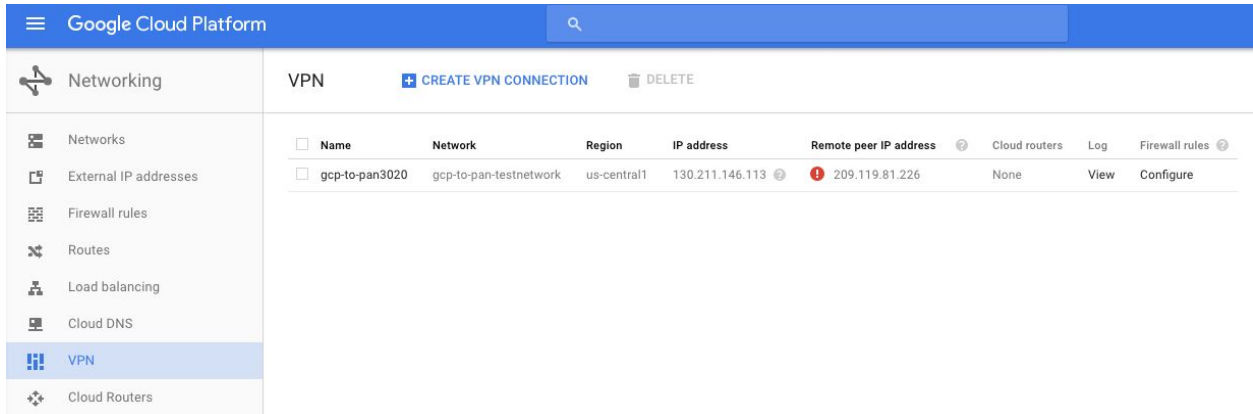 Google Cloud Platform
Networking
VPN CREATE VPN CONNECTION DELETE
Networks
External IP addresses
Firewall rules
Routes
Load balancing
Cloud DNS
VPN
Cloud Routers
Name Network Region IP address Remote peer IP address Cloud routers Log Firewall rules
gcp-to-pan3020 gcp-to-pan-testnetwork us-central1 130.211.146.113 209.119.81.226 None View Configure